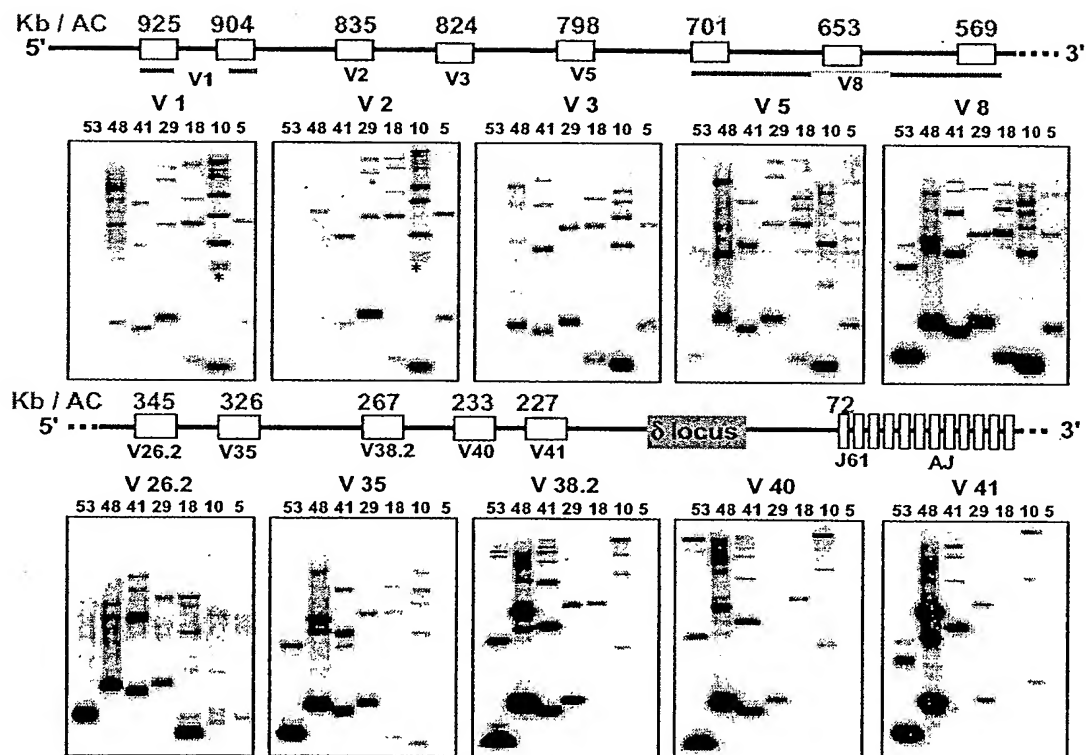 Kb / AC 925 904 835 824 798 701 653 569
5' 3'
V1 V2 V3 V5 V8
V 1 V 2 V 3 V 5 V 8
53 48 41 29 18 10 5 53 48 41 29 18 10 5 53 48 41 29 18 10 5 53 48 41 29 18 10 5 53 48 41 29 18 10 5
* *
Kb / AC 345 326 267 233 227 72
5' δ locus 3'
V26.2 V35 V38.2 V40 V41 J61 AJ
V 26.2 V 35 V 38.2 V 40 V 41
53 48 41 29 18 10 5 53 48 41 29 18 10 5 53 48 41 29 18 10 5 53 48 41 29 18 10 5 53 48 41 29 18 10 5